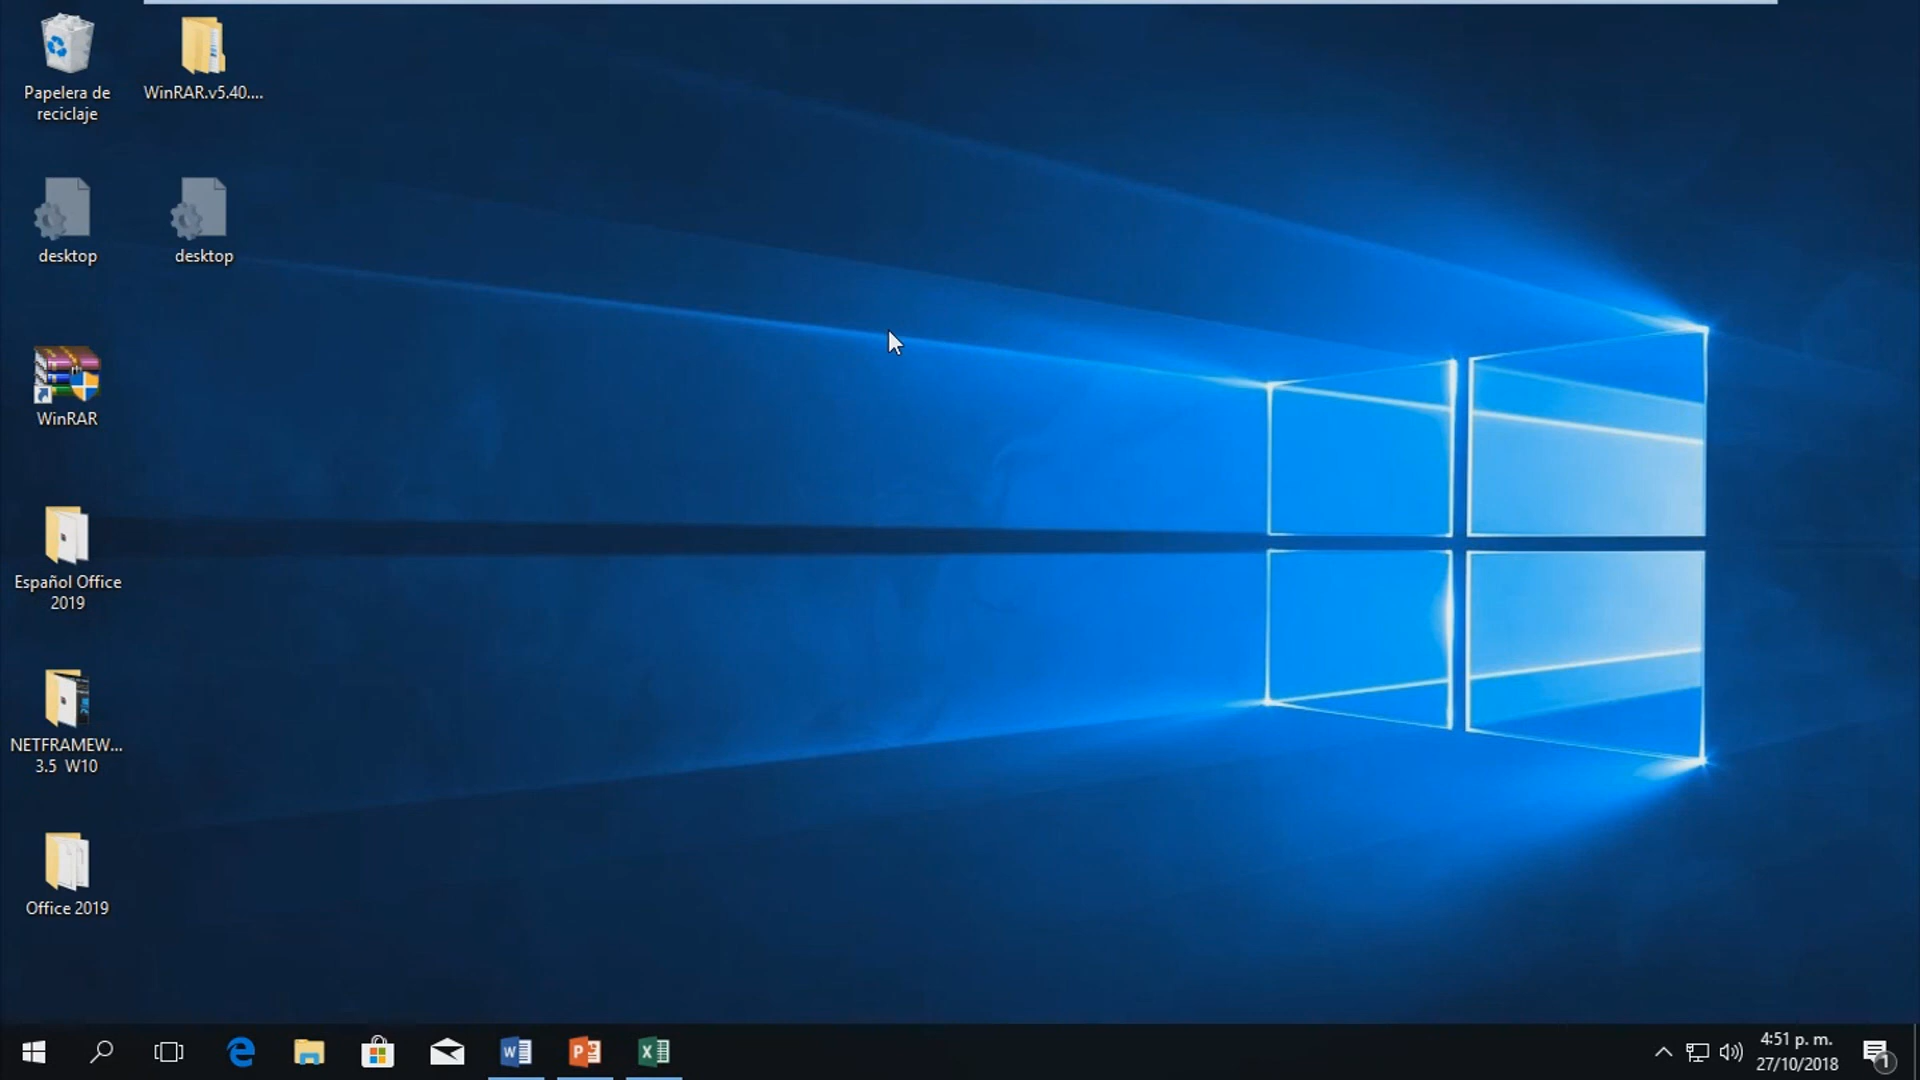 Papelera de
reciclaje
WinRAR.v5.40....
desktop
desktop
WinRAR
Español Office
2019
NETFRAMEW...
3.5 W10
Office 2019
4:51 p. m.
27/10/2018
1